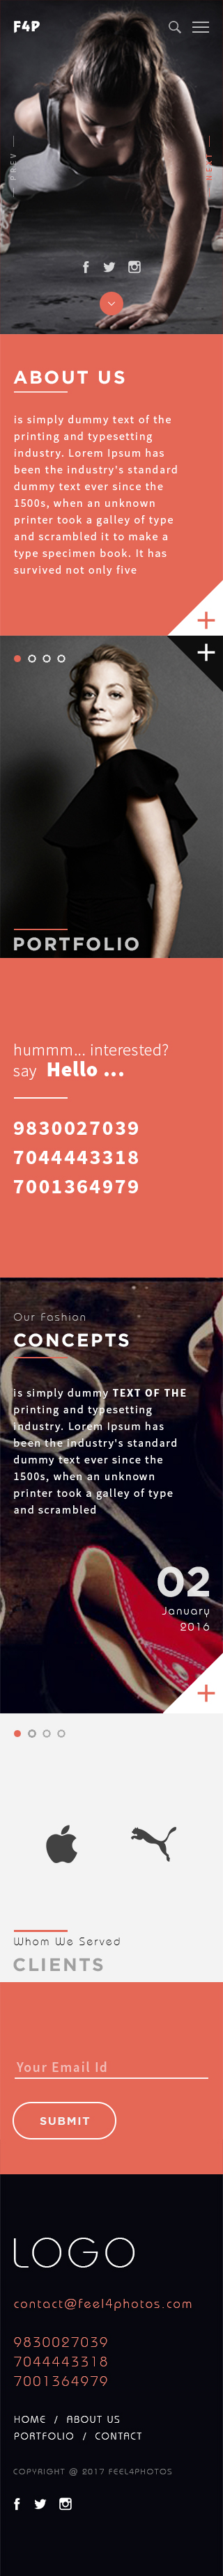 F4P
PREV
NEXT
ABOUT US
is simply dummy text of the
printing and typesetting
industry. Lorem Ipsum has
been the industry's standard
dummy text ever since the
1500s, when an unknown
printer took a galley of type
and scrambled it to make a
type specimen book. It has
survived not only five
PORTFOLIO
hummm... interested?
say Hello ...
9830027039
7044443318
7001364979
Our Fashion
CONCEPTS
is simply dummy TEXT OF THE
printing and typesetting
industry. Lorem Ipsum has
been the industry's standard
dummy text ever since the
1500s, when an unknown
printer took a galley of type
and scrambled
02
January
2016
Whom We Served
CLIENTS
Your Email Id
SUBMIT
LOGO
contact@feel4photos.com
9830027039
7044443318
7001364979
HOME / ABOUT US
PORTFOLIO / CONTACT
COPYRIGHT @ 2017 FEEL4PHOTOS